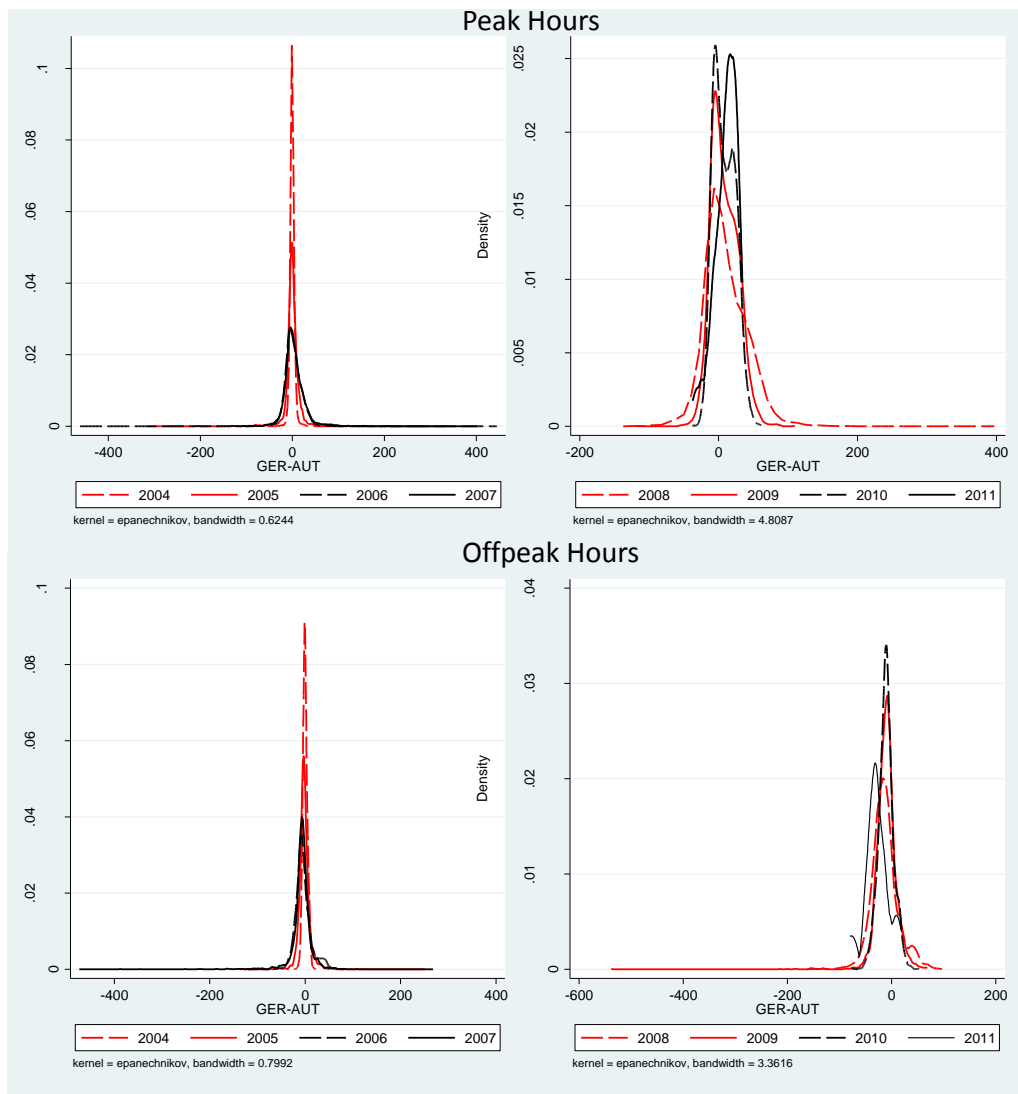 Peak Hours
0 .02 .04 .06 .08 .1
-400 -200 0 200 400
GER-AUT
2004 2005 2006 2007
kernel = epanechnikov, bandwidth = 0.6244
Density
0 .005 .01 .015 .02 .025
-200 0 200 400
GER-AUT
2008 2009 2010 2011
kernel = epanechnikov, bandwidth = 4.8087
Offpeak Hours
0 .02 .04 .06 .08 .1
-400 -200 0 200 400
GER-AUT
2004 2005 2006 2007
kernel = epanechnikov, bandwidth = 0.7992
Density
0 .01 .02 .03 .04
-600 -400 -200 0 200
GER-AUT
2008 2009 2010 2011
kernel = epanechnikov, bandwidth = 3.3616